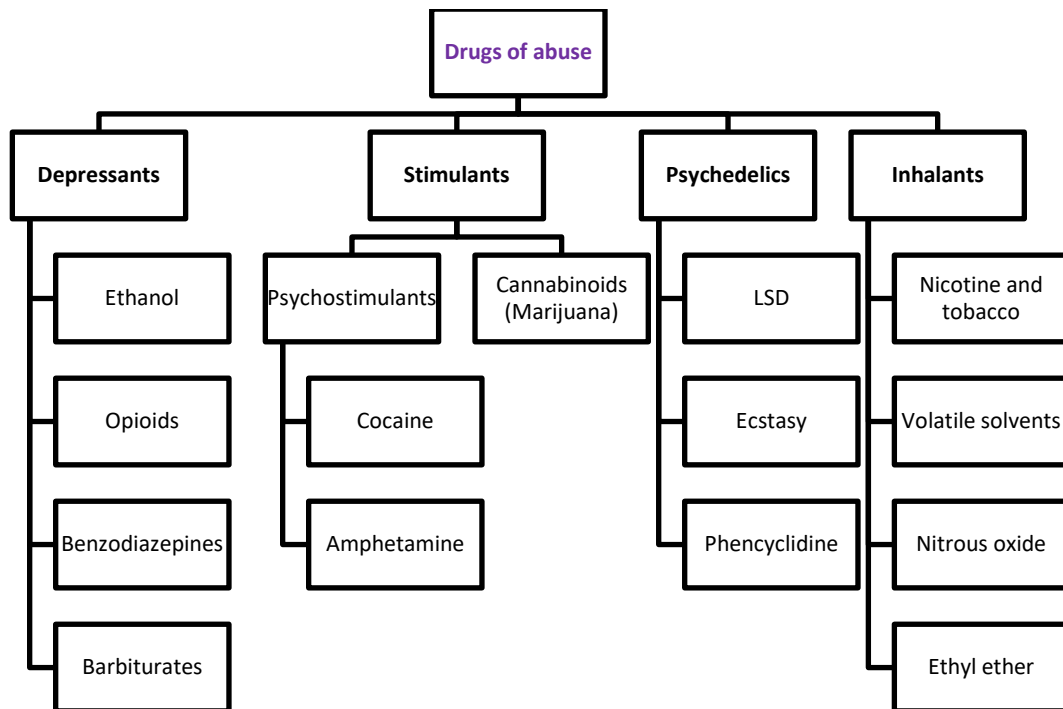 Drugs of abuse
Depressants
Stimulants
Psychedelics
Inhalants
Ethanol
Psychostimulants
Cannabinoids
(Marijuana)
LSD
Nicotine and
tobacco
Opioids
Cocaine
Ecstasy
Volatile solvents
Benzodiazepines
Amphetamine
Phencyclidine
Nitrous oxide
Barbiturates
Ethyl ether